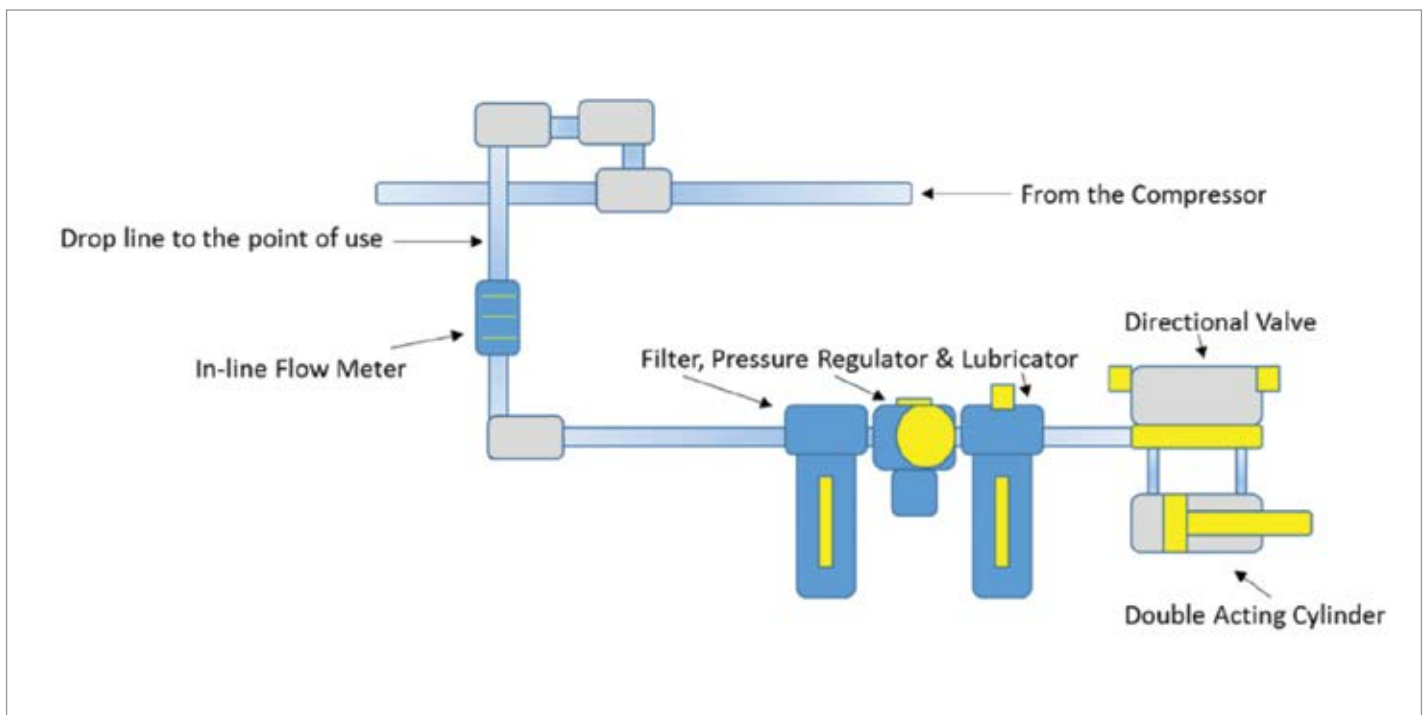 From the Compressor
Drop line to the point of use
Directional Valve
In-line Flow Meter
Filter, Pressure Regulator & Lubricator
Double Acting Cylinder